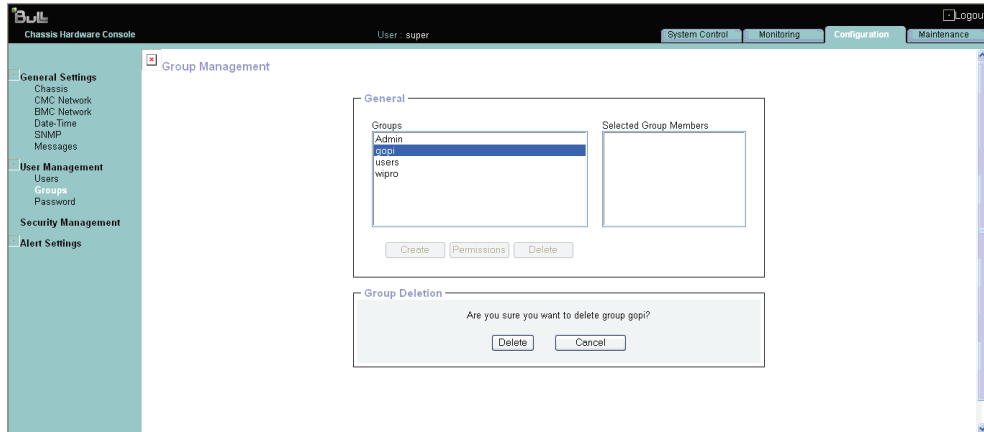 Bull
Logou
Chassis Hardware Console
User : super
System Control
Monitoring
Configuration
Maintenance
General Settings
Chassis
CMC Network
BMC Network
Date-Time
SNMP
Messages
User Management
Users
Groups
Password
Security Management
Alert Settings
Group Management
General
Groups
Admin
gopi
users
wipro
Selected Group Members
Create
Permissions
Delete
Group Deletion
Are you sure you want to delete group gopi?
Delete
Cancel